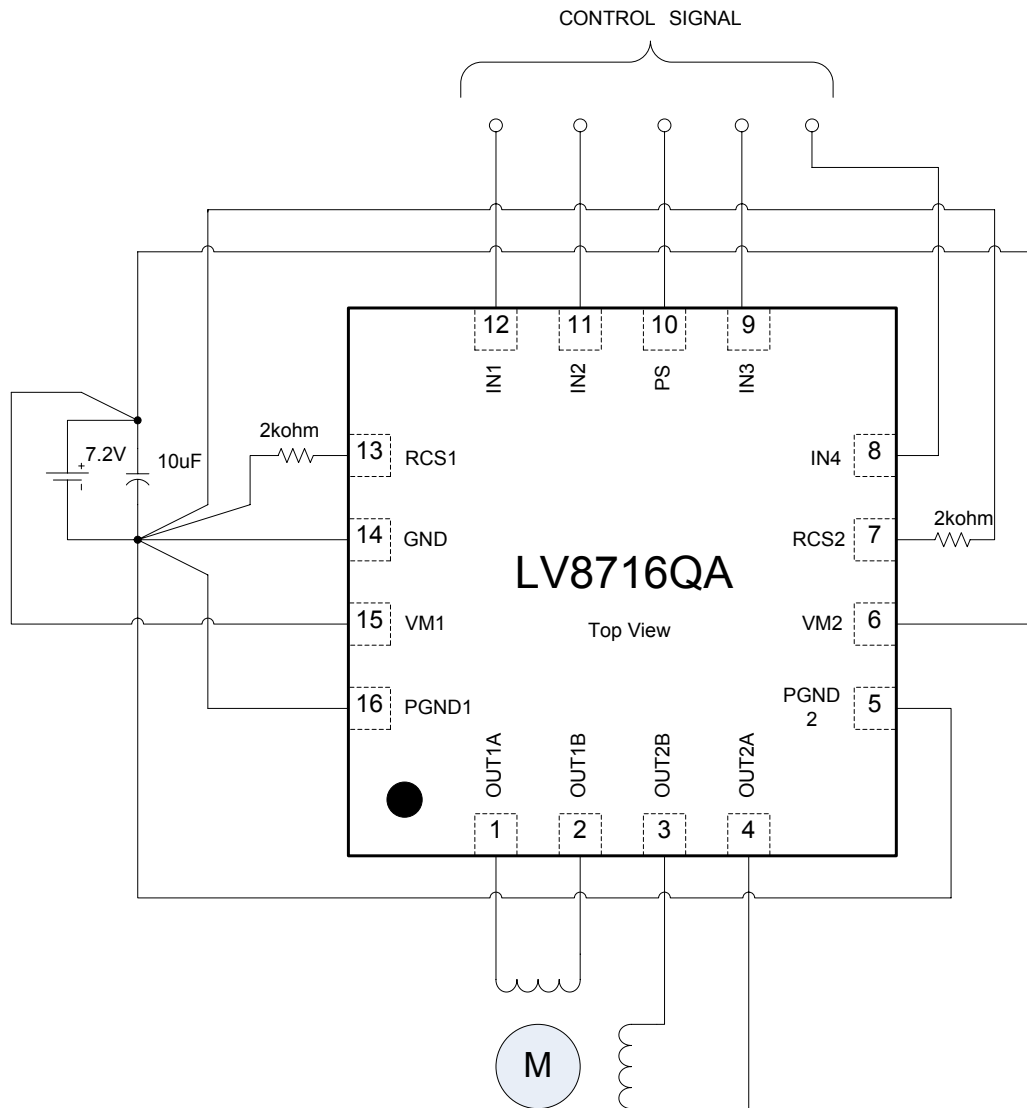 CONTROL SIGNAL
12
11
10
9
IN1
IN2
PS
IN3
7.2V
+
-
10uF
2kohm
13
RCS1
IN4
8
14
GND
RCS2
7
2kohm
LV8716QA
Top View
15
VM1
VM2
6
16
PGND1
PGND
2
5
OUT1A
OUT1B
OUT2B
OUT2A
1
2
3
4
M